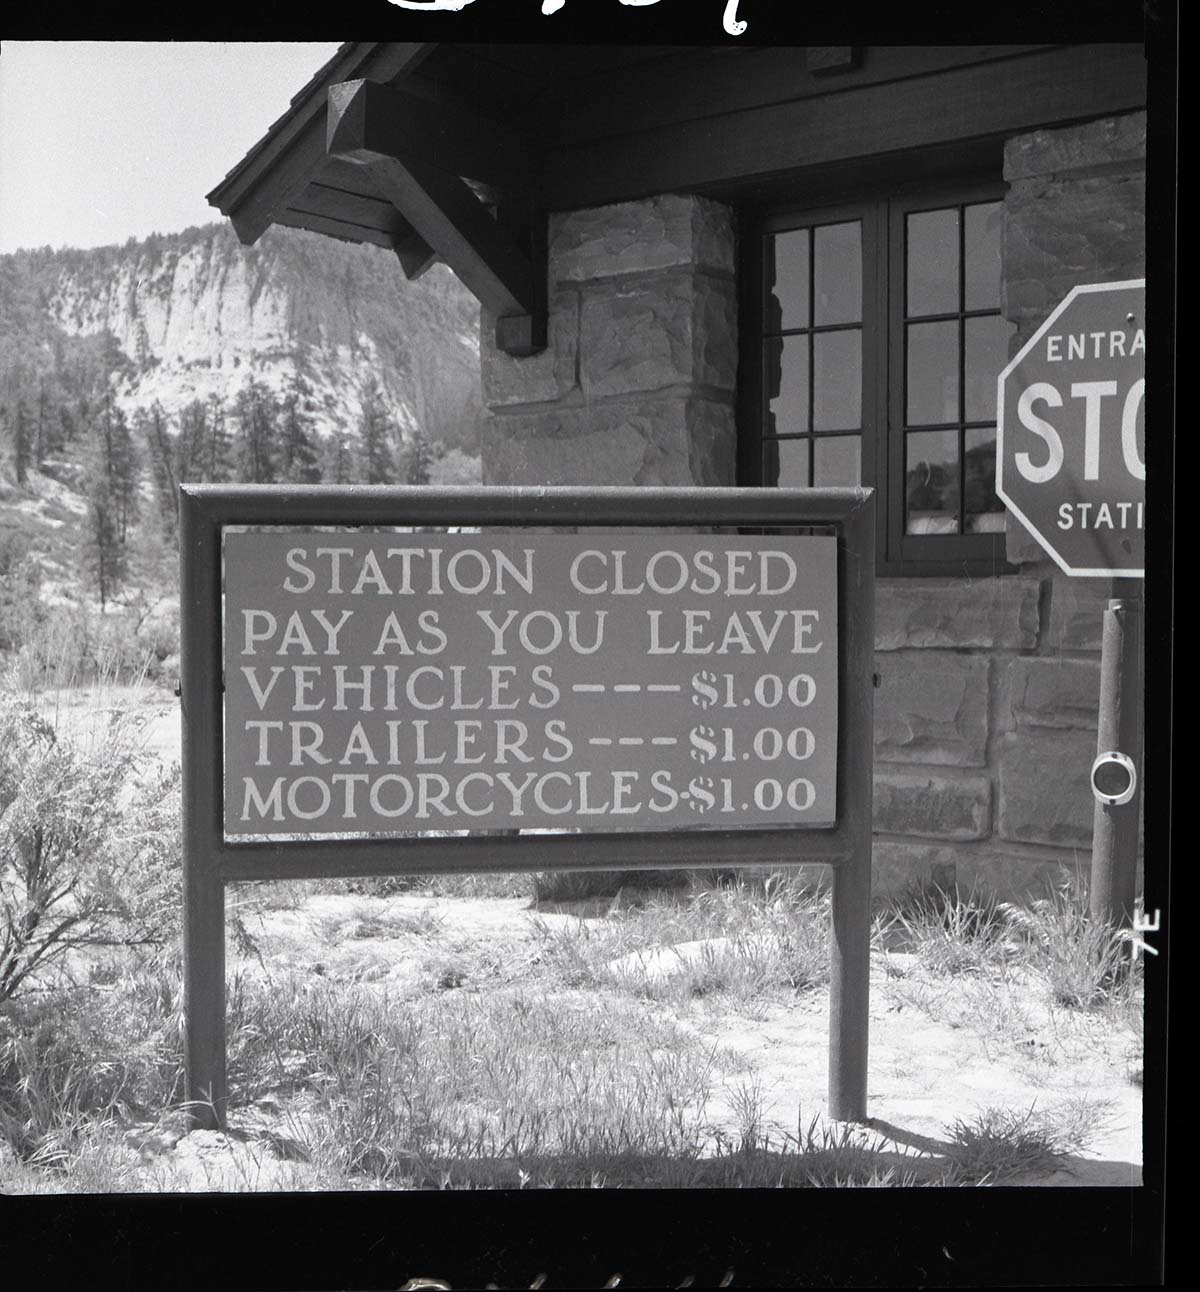 STATION CLOSED
PAY AS YOU LEAVE
VEHICLES---$1.00
TRAILERS---$1.00
MOTORCYCLES-$1.00
ENTRA
STO
STATI
7E